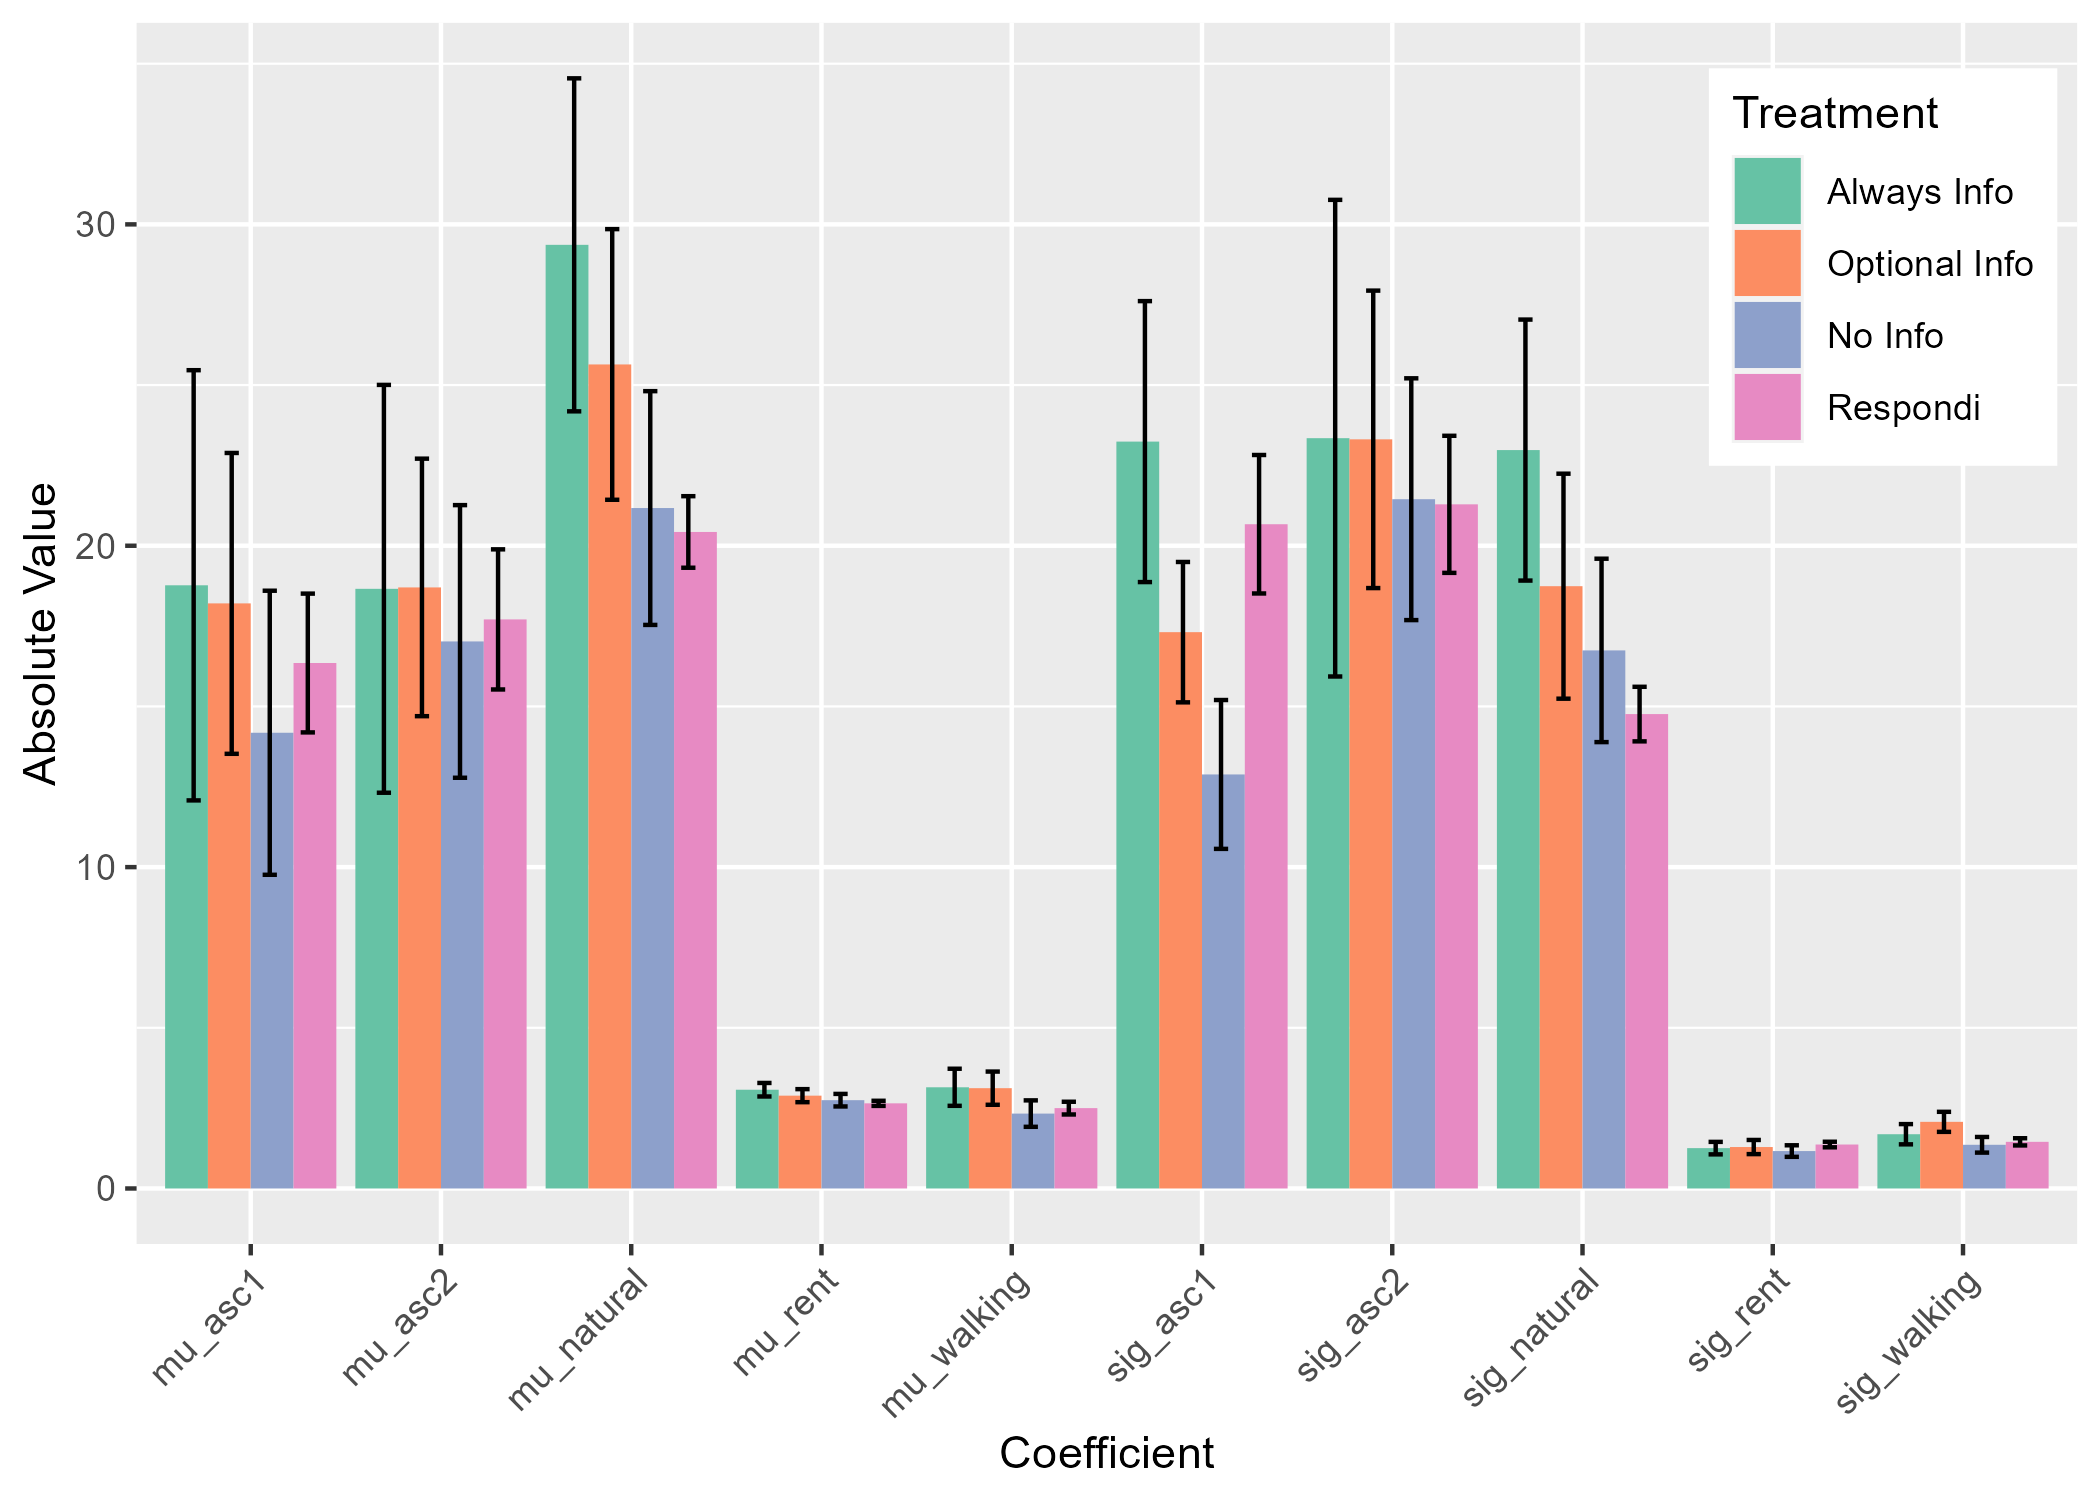 Treatment
Always Info
Optional Info
No Info
Respondi
Absolute Value
30
20
10
0
mu_asc1
mu_asc2
mu_natural
mu_rent
mu_walking
sig_asc1
sig_asc2
sig_natural
sig_rent
sig_walking
Coefficient